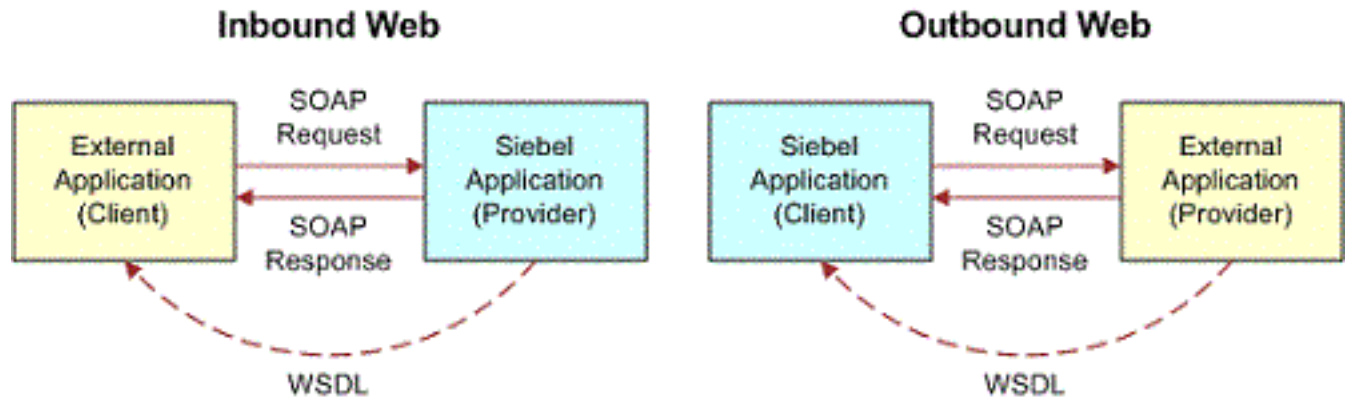 Inbound Web
External
Application
(Client)
SOAP
Request
SOAP
Response
Siebel
Application
(Provider)
WSDL
Outbound Web
Siebel
Application
(Client)
SOAP
Request
SOAP
Response
External
Application
(Provider)
WSDL